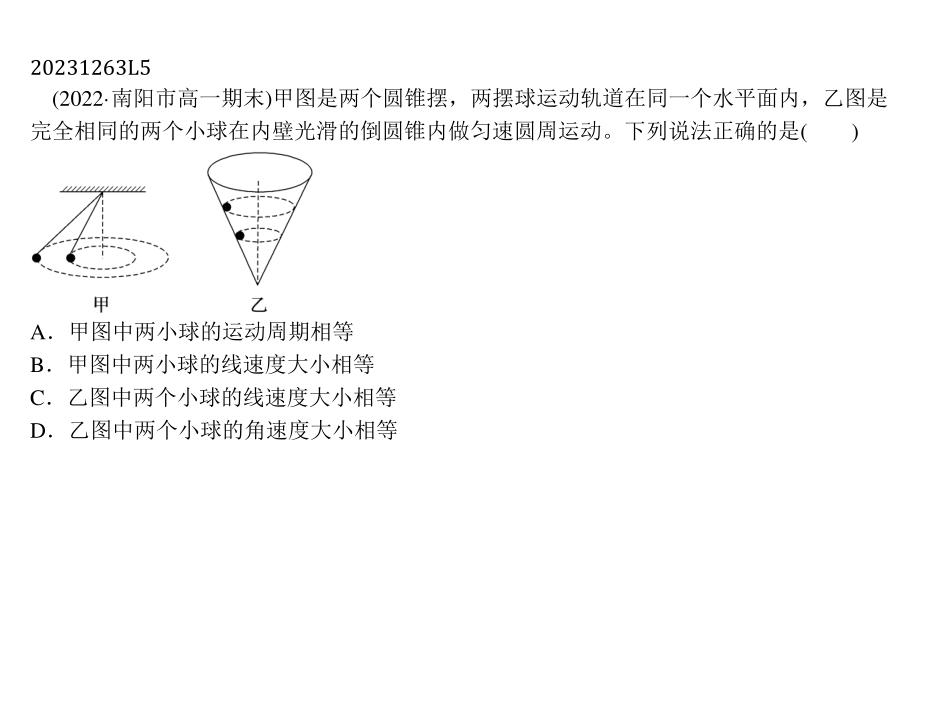 20231263L5
(2022·南阳市高一期末)甲图是两个圆锥摆，两摆球运动轨道在同一个水平面内，乙图是
完全相同的两个小球在内壁光滑的倒圆锥内做匀速圆周运动。下列说法正确的是(　　)
甲 乙
A．甲图中两小球的运动周期相等
B．甲图中两小球的线速度大小相等
C．乙图中两个小球的线速度大小相等
D．乙图中两个小球的角速度大小相等